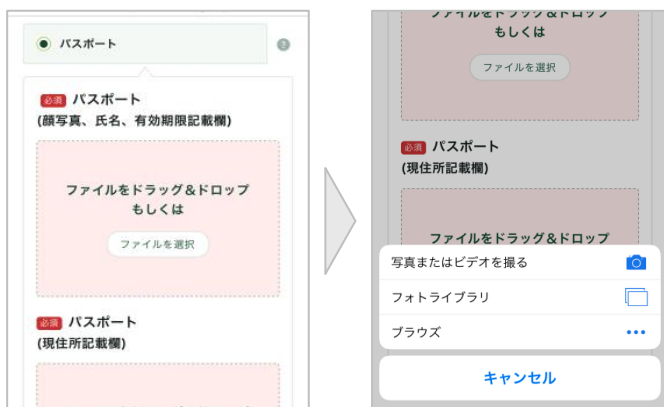 パスポート
?
必須 パスポート
(顔写真、氏名、有効期限記載欄)
ファイルをドラッグ&ドロップ
もしくは
ファイルを選択
必須 パスポート
(現住所記載欄)
ファイルをドラッグ&ドロップ
もしくは
ファイルを選択
必須 パスポート
(現住所記載欄)
ファイルをドラッグ&ドロップ
写真またはビデオを撮る
フォトライブラリ
ブラウズ
キャンセル